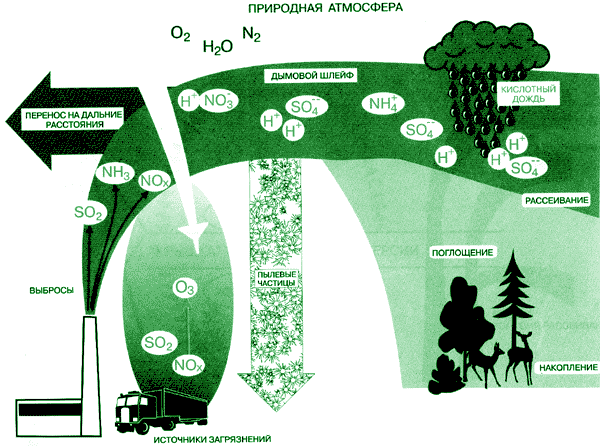 ПРИРОДНАЯ АТМОСФЕРА
O₂
H₂O
N₂
ДЫМОВОЙ ШЛЕЙФ
КИСЛОТНЫЙ
ДОЖДЬ
ПЕРЕНОС НА ДАЛЬНИЕ
РАССТОЯНИЯ
H⁺
NO₃⁻
H⁺
SO₄⁻⁻
H⁺
NH₄⁺
SO₄⁻⁻
H⁺
H⁺
H⁺
SO₄⁻⁻
NH₃
NOₓ
SO₂
РАССЕИВАНИЕ
ПОГЛОЩЕНИЕ
ПЫЛЕВЫЕ
ЧАСТИЦЫ
ВЫБРОСЫ
O₃
SO₂
NOₓ
НАКОПЛЕНИЕ
ИСТОЧНИКИ ЗАГРЯЗНЕНИЙ